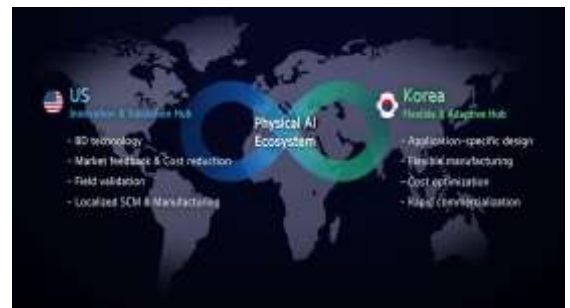 US
Innovation & Validation Hub
- BD technology
- Market feedback & Cost reduction
- Field validation
- Localized SCM & Manufacturing
Physical AI
Ecosystem
Korea
Flexible & Adaptive Hub
- Application-specific design
- Flexible manufacturing
- Cost optimization
- Rapid commercialization